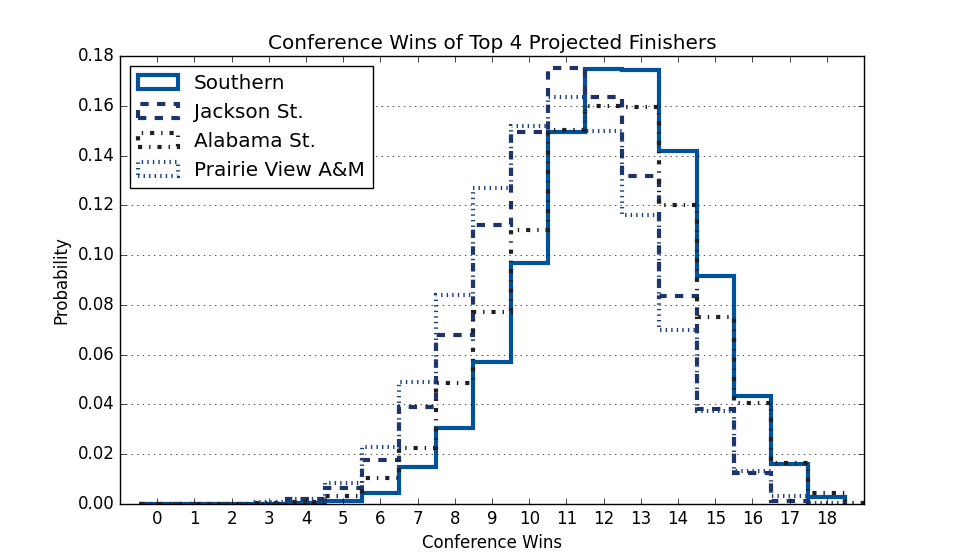 Conference Wins of Top 4 Projected Finishers
0.18
0.16
0.14
0.12
0.10
0.08
0.06
0.04
0.02
0.00
Probability
Southern
Jackson St.
Alabama St.
Prairie View A&M
0 1 2 3 4 5 6 7 8 9 10 11 12 13 14 15 16 17 18
Conference Wins